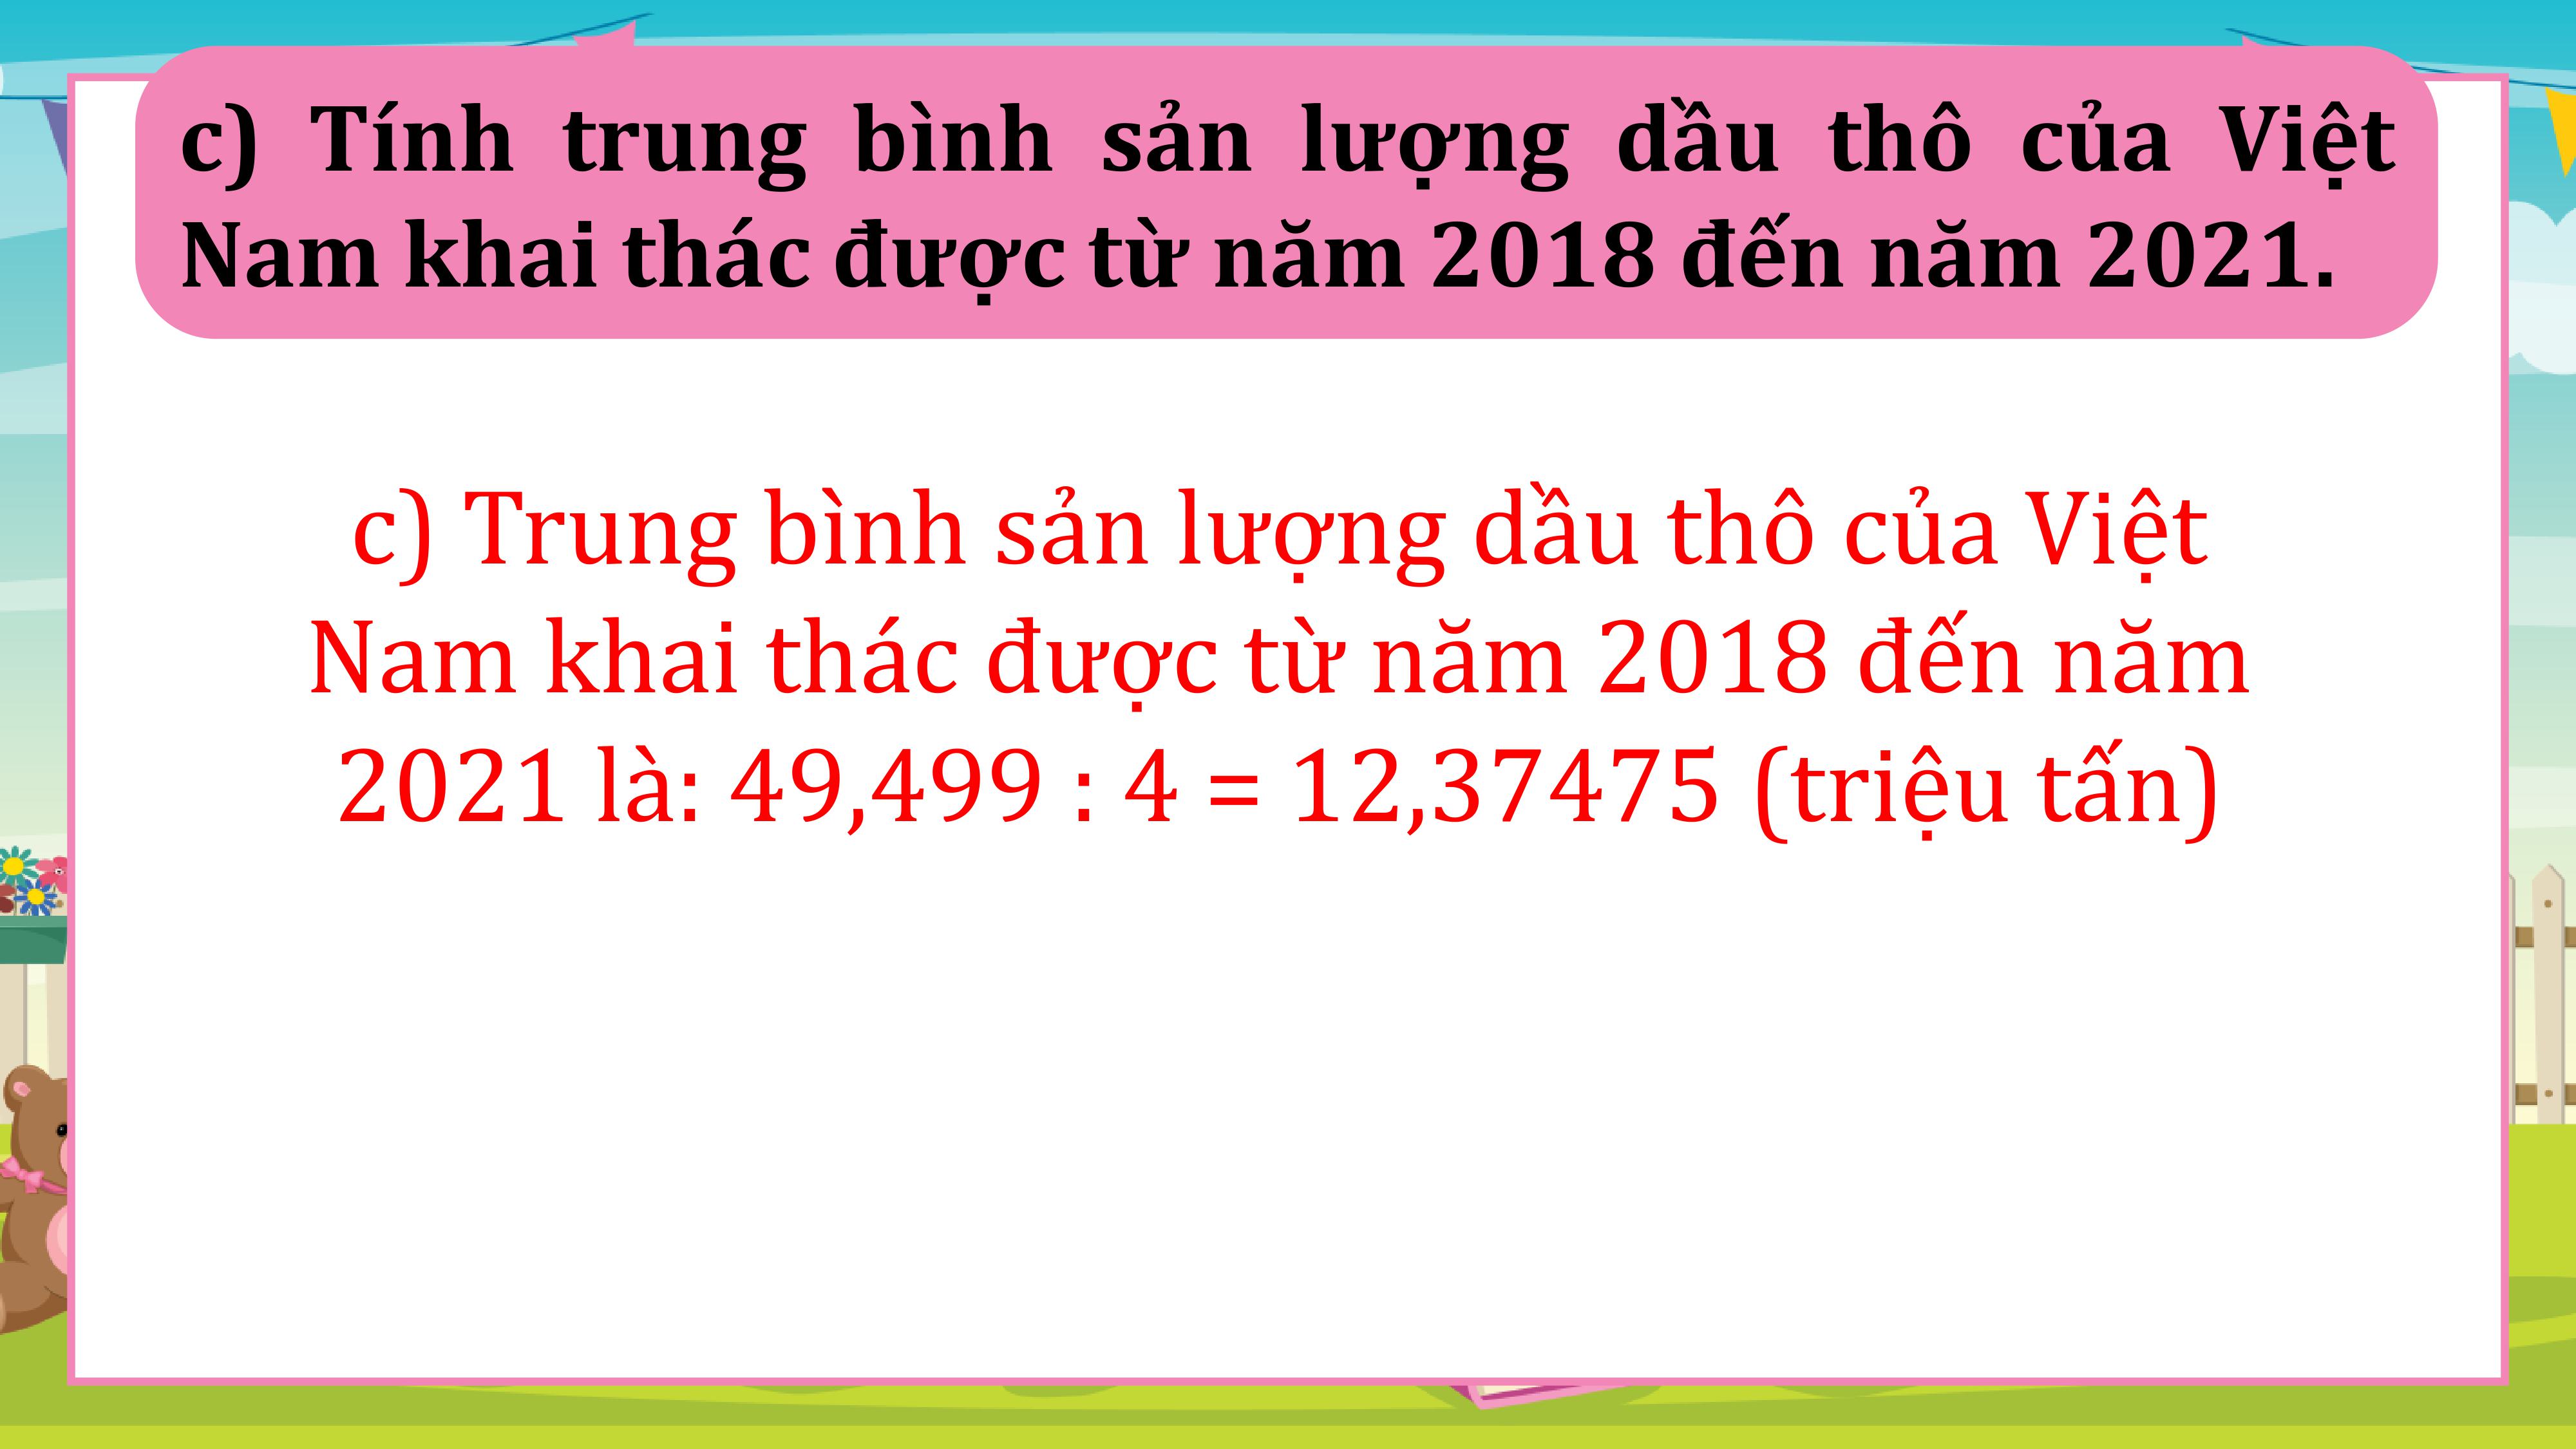 c) Tính trung bình sản lượng dầu thô của Việt
Nam khai thác được từ năm 2018 đến năm 2021.
c) Trung bình sản lượng dầu thô của Việt
Nam khai thác được từ năm 2018 đến năm
2021 là: 49,499 : 4 = 12,37475 (triệu tấn)